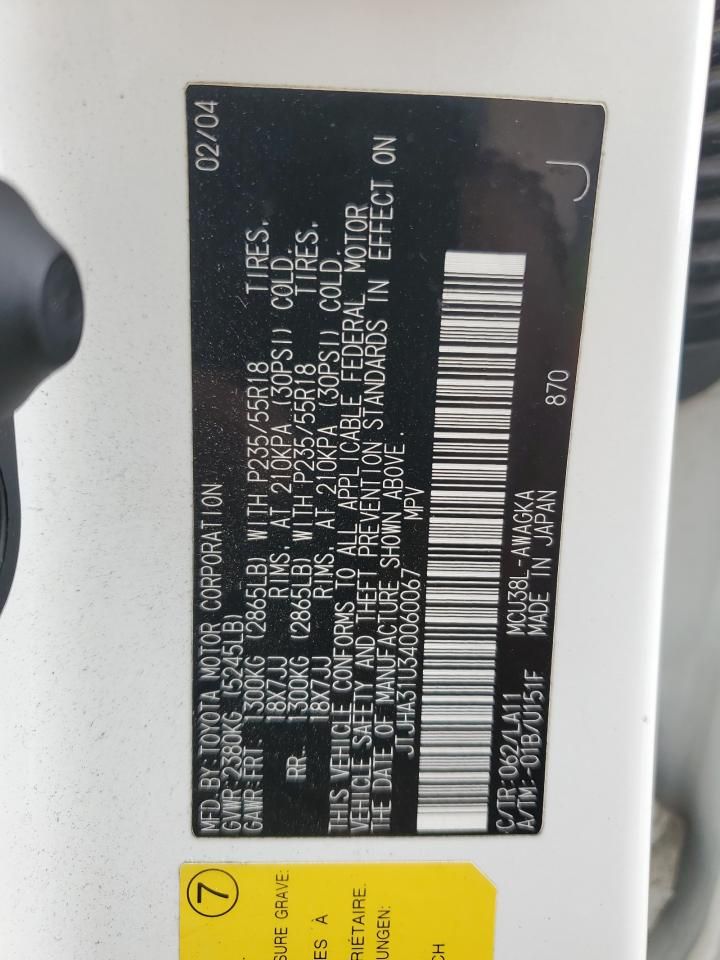 MFD. BY: TOYOTA MOTOR CORPORATION 02/04
GVWR: 2380KG (5245LB)
GAWR: FRT. 1300KG (2865LB) WITH P235/55R18 TIRES,
18X7JJ RIMS, AT 210KPA (30PSI) COLD.
RR. 1300KG (2865LB) WITH P235/55R18 TIRES,
18X7JJ RIMS, AT 210KPA (30PSI) COLD.
THIS VEHICLE CONFORMS TO ALL APPLICABLE FEDERAL MOTOR
VEHICLE SAFETY AND THEFT PREVENTION STANDARDS IN EFFECT ON
THE DATE OF MANUFACTURE SHOWN ABOVE.
JTJHA31U340060067 MPV
C/TR: 062/LA11 MCU38L-AWAGKA 870
A/TM: -01B/U151F MADE IN JAPAN
J
7
SURE GRAVE:
ES À
RIÉTAIRE.
UNGEN:
CH